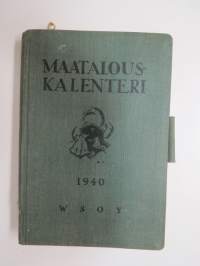 MAATALOUS-
KALENTERI
1940
WSOY